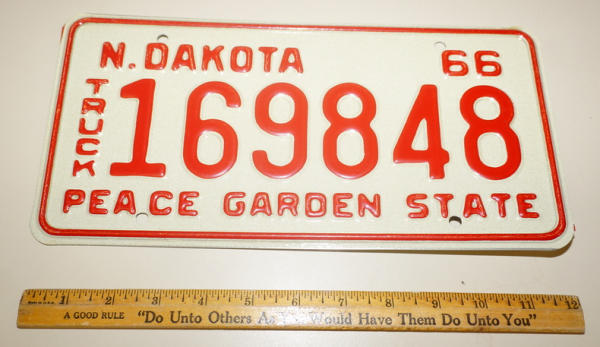 N. DAKOTA 66
TRUCK
169848
PEACE GARDEN STATE
1 2 3 4 5 6 7 8 9 10 11 12
A GOOD RULE "Do Unto Others As Would Have Them Do Unto You"